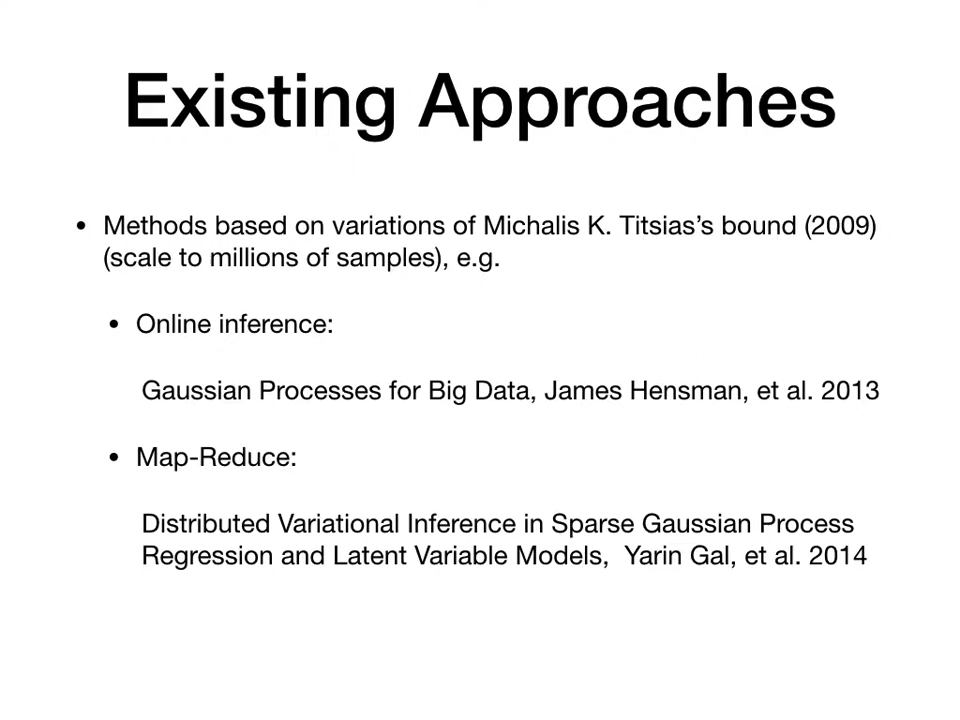 Existing Approaches
• Methods based on variations of Michalis K. Titsias’s bound (2009)
(scale to millions of samples), e.g.
• Online inference:
Gaussian Processes for Big Data, James Hensman, et al. 2013
• Map-Reduce:
Distributed Variational Inference in Sparse Gaussian Process
Regression and Latent Variable Models,  Yarin Gal, et al. 2014